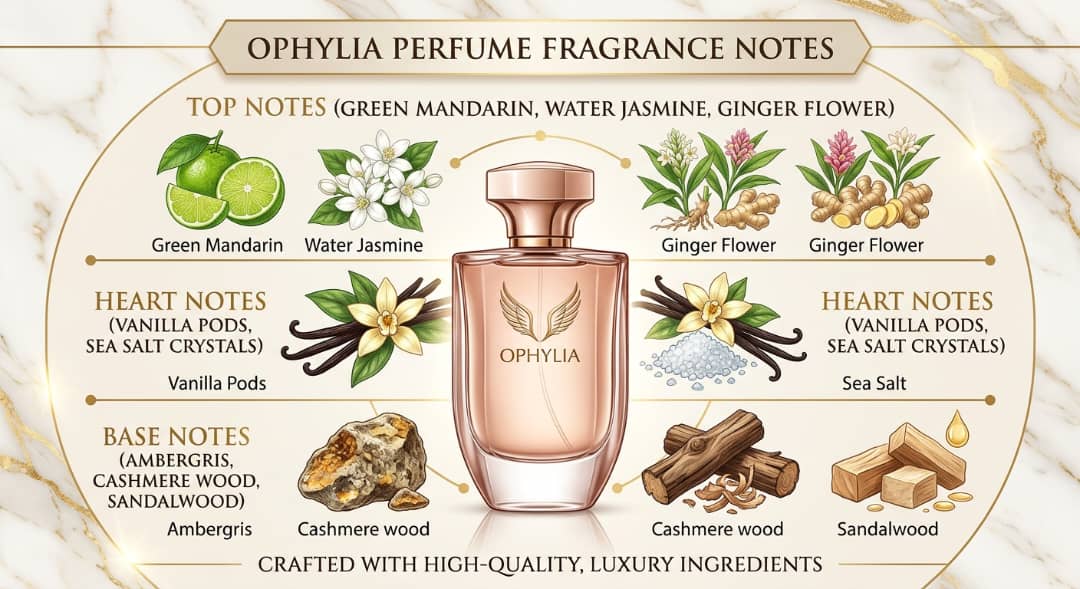 OPHYLIA PERFUME FRAGRANCE NOTES
TOP NOTES (GREEN MANDARIN, WATER JASMINE, GINGER FLOWER)
Green Mandarin
Water Jasmine
Ginger Flower
Ginger Flower
HEART NOTES
(VANILLA PODS,
SEA SALT CRYSTALS)
Vanilla Pods
OPHYLIA
HEART NOTES
(VANILLA PODS,
SEA SALT CRYSTALS)
Sea Salt
BASE NOTES
(AMBERGRIS,
CASHMERE WOOD,
SANDALWOOD)
Ambergris
Cashmere wood
Cashmere wood
Sandalwood
CRAFTED WITH HIGH-QUALITY, LUXURY INGREDIENTS